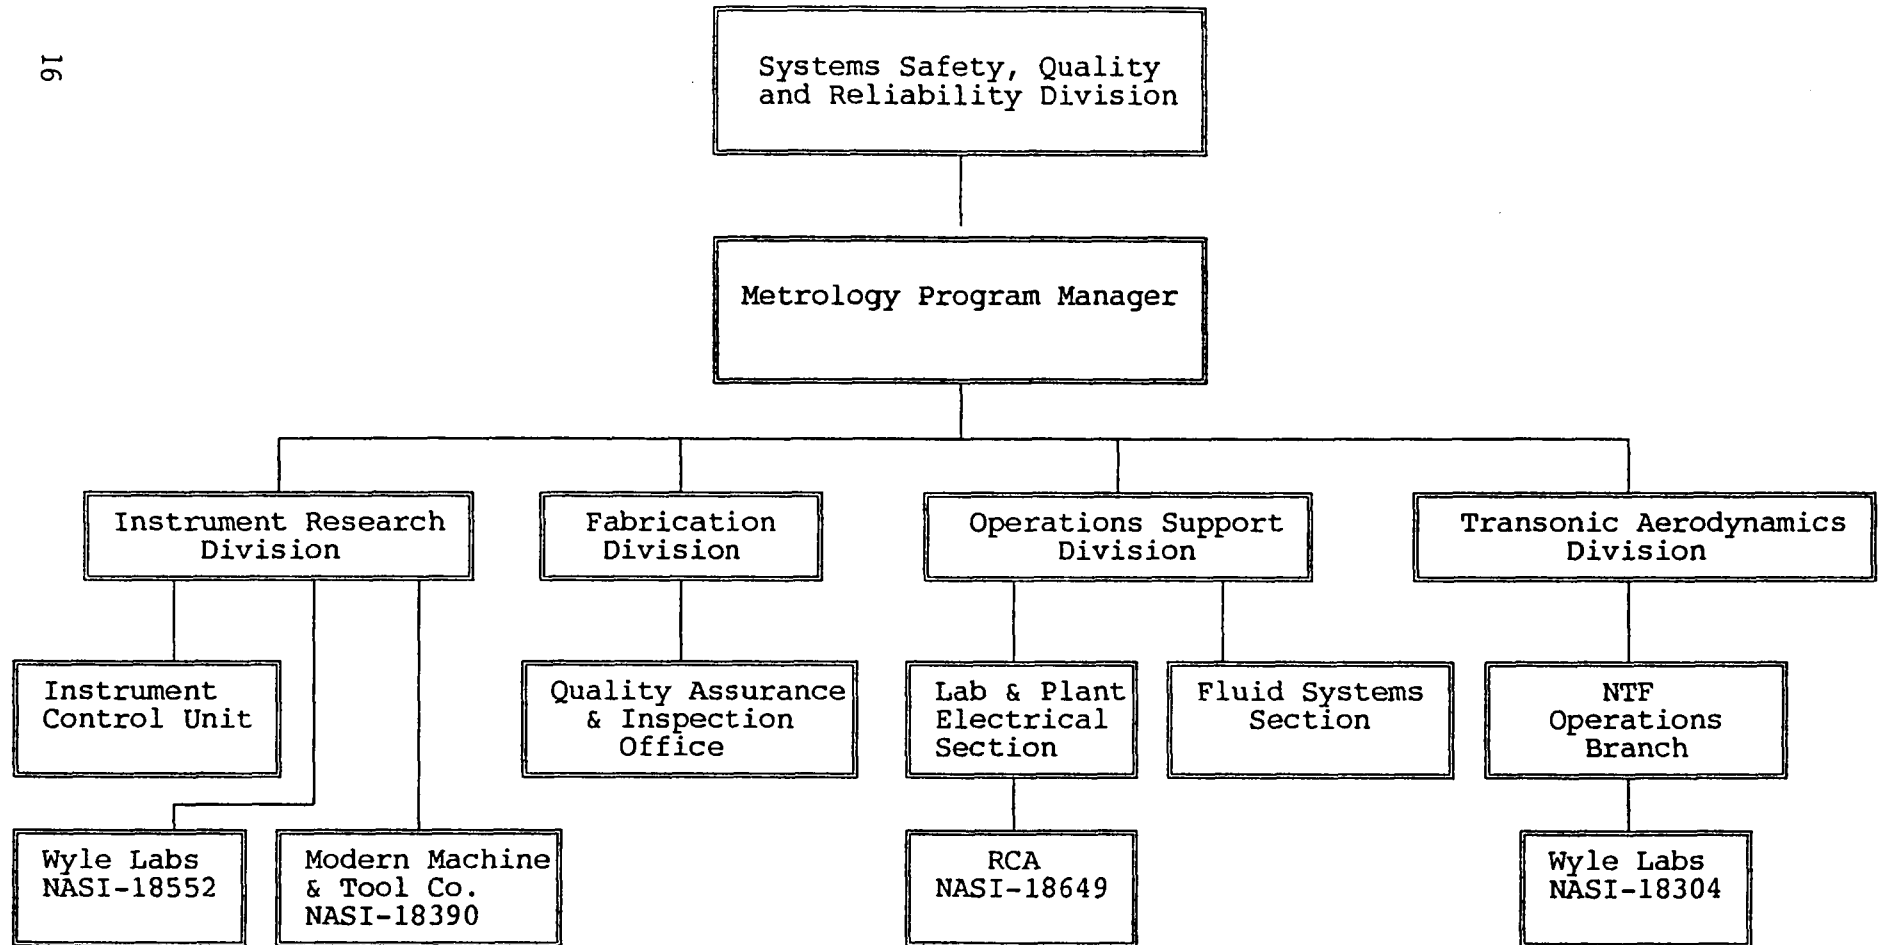 16
Systems Safety, Quality
and Reliability Division
Metrology Program Manager
Instrument Research
Division
Fabrication
Division
Operations Support
Division
Transonic Aerodynamics
Division
Instrument
Control Unit
Quality Assurance
& Inspection
Office
Lab & Plant
Electrical
Section
Fluid Systems
Section
NTF
Operations
Branch
Wyle Labs
NASI-18552
Modern Machine
& Tool Co.
NASI-18390
RCA
NASI-18649
Wyle Labs
NASI-18304